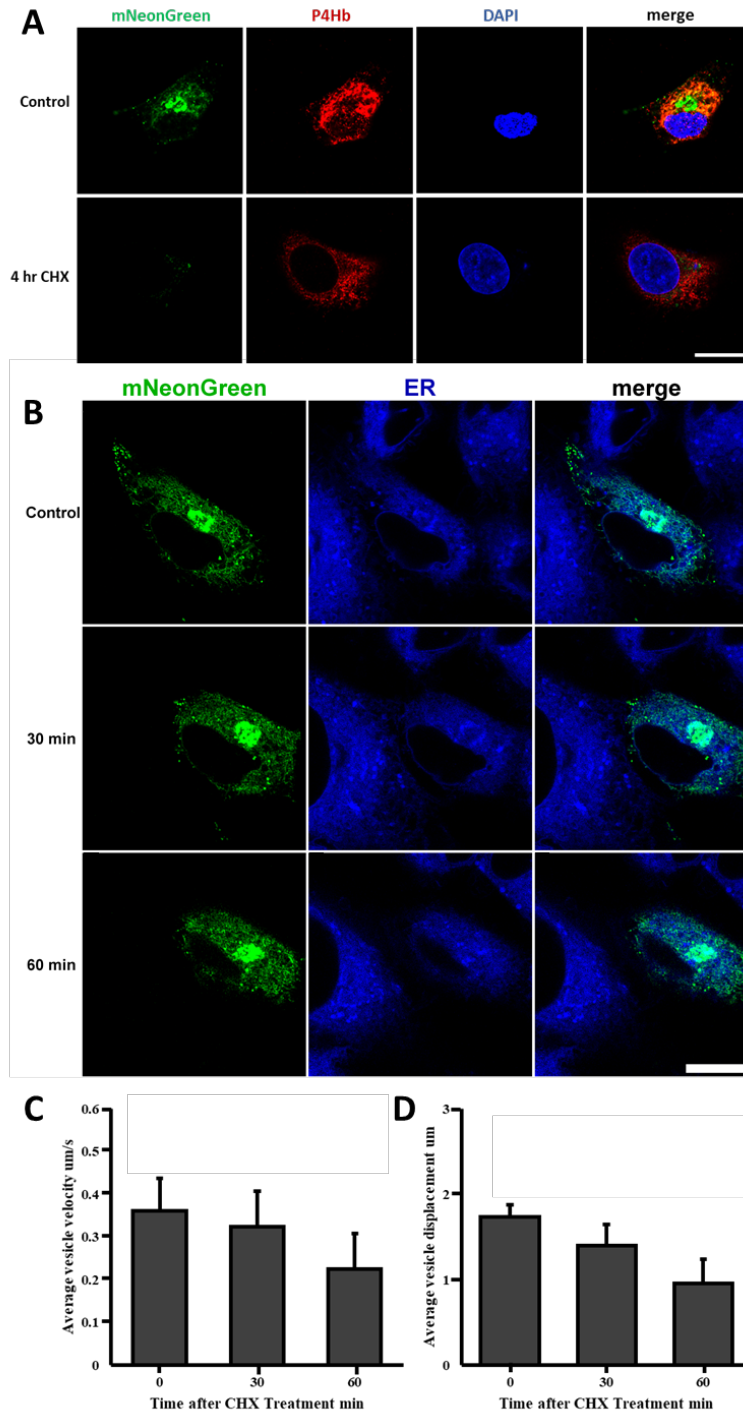 A
mNeonGreen P4Hb DAPI merge
Control
4 hr CHX
B
mNeonGreen ER merge
Control
30 min
60 min
C
Average vesicle velocity um/s
0.6
0.5
0.4
0.3
0.2
0.1
0
0 30 60
Time after CHX Treatment min
D
Average vesicle displacement um
3
2
1
0
0 30 60
Time after CHX Treatment min